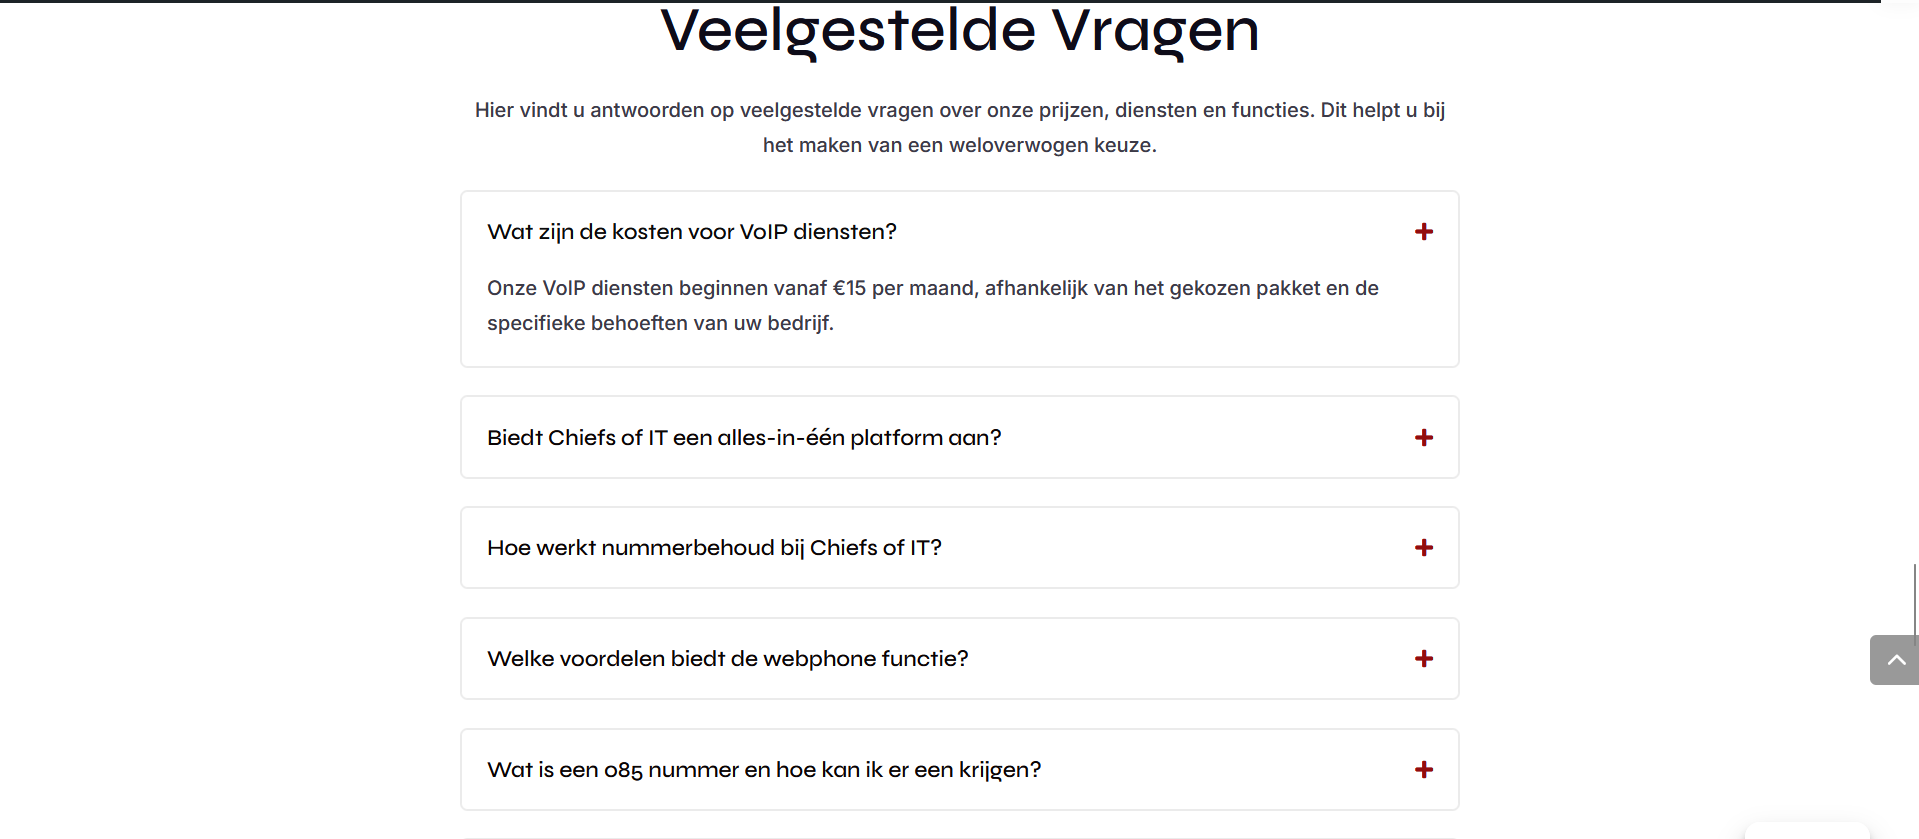 Veelgestelde Vragen
Hier vindt u antwoorden op veelgestelde vragen over onze prijzen, diensten en functies. Dit helpt u bij
het maken van een weloverwogen keuze.
Wat zijn de kosten voor VoIP diensten?
Onze VoIP diensten beginnen vanaf €15 per maand, afhankelijk van het gekozen pakket en de
specifieke behoeften van uw bedrijf.
Biedt Chiefs of IT een alles-in-één platform aan?
Hoe werkt nummerbehoud bij Chiefs of IT?
Welke voordelen biedt de webphone functie?
Wat is een 085 nummer en hoe kan ik er een krijgen?